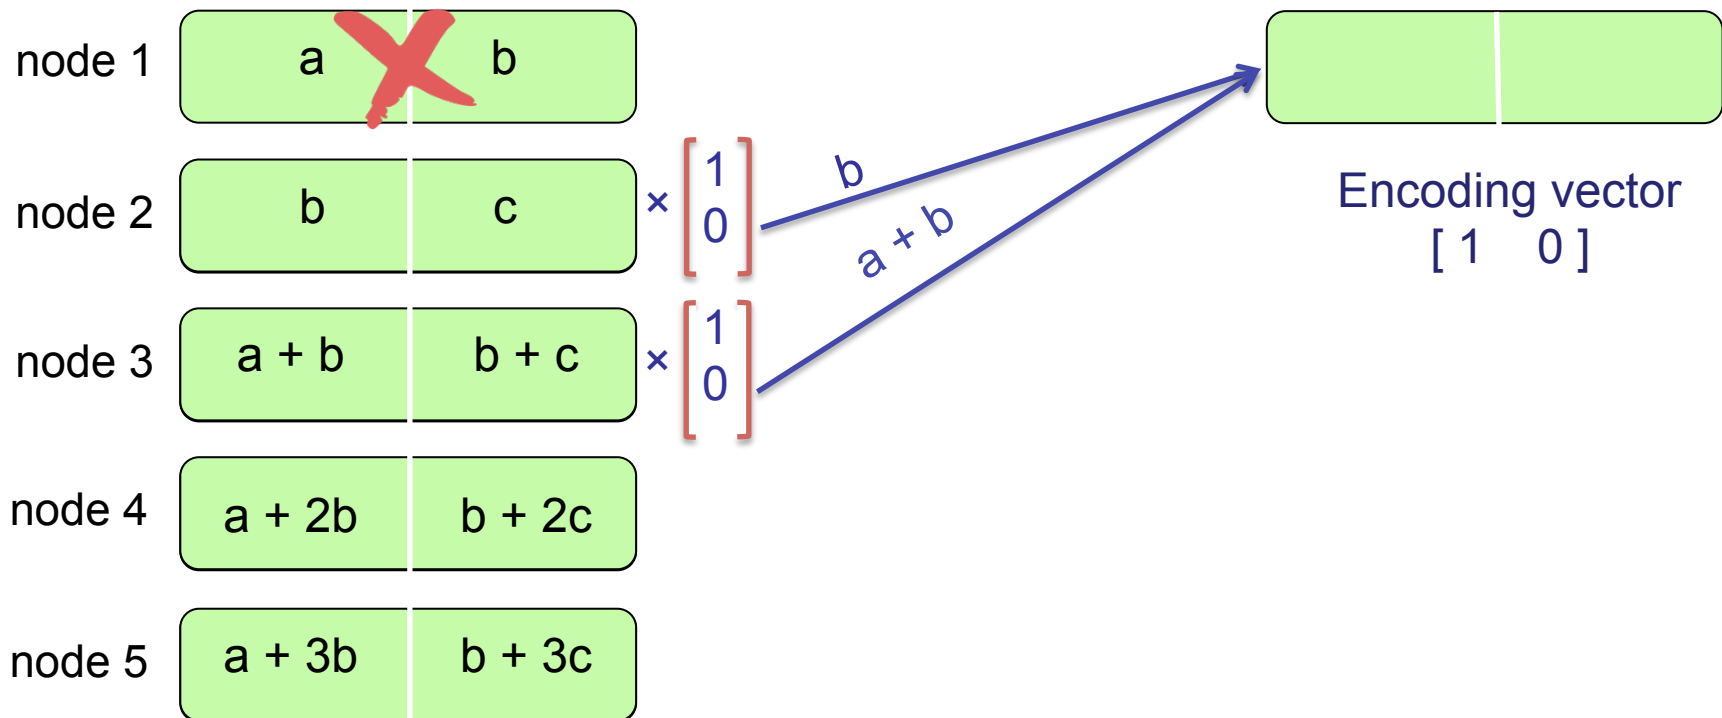 node 1 a b
node 2 b c × [ 1 0 ] b
node 3 a + b b + c × [ 1 0 ] a + b
node 4 a + 2b b + 2c
node 5 a + 3b b + 3c
Encoding vector
[ 1 0 ]